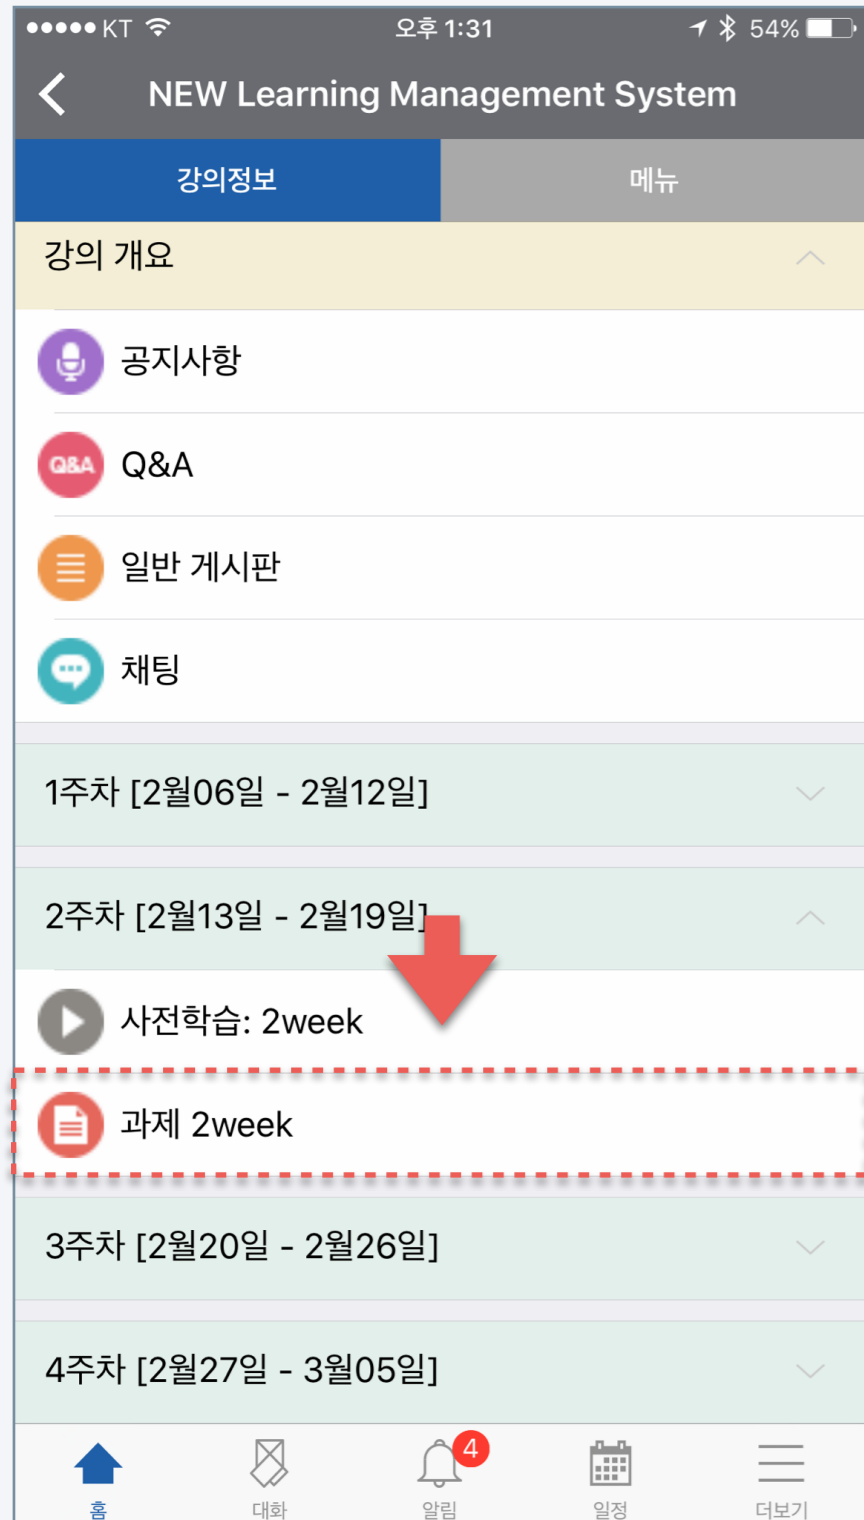 KT 오후 1:31 54%
NEW Learning Management System
강의정보 메뉴
강의 개요
공지사항
Q&A Q&A
일반 게시판
채팅
1주차 [2월06일 - 2월12일]
2주차 [2월13일 - 2월19일]
사전학습: 2week
과제 2week
3주차 [2월20일 - 2월26일]
4주차 [2월27일 - 3월05일]
4
홈 대화 알림 일정 더보기